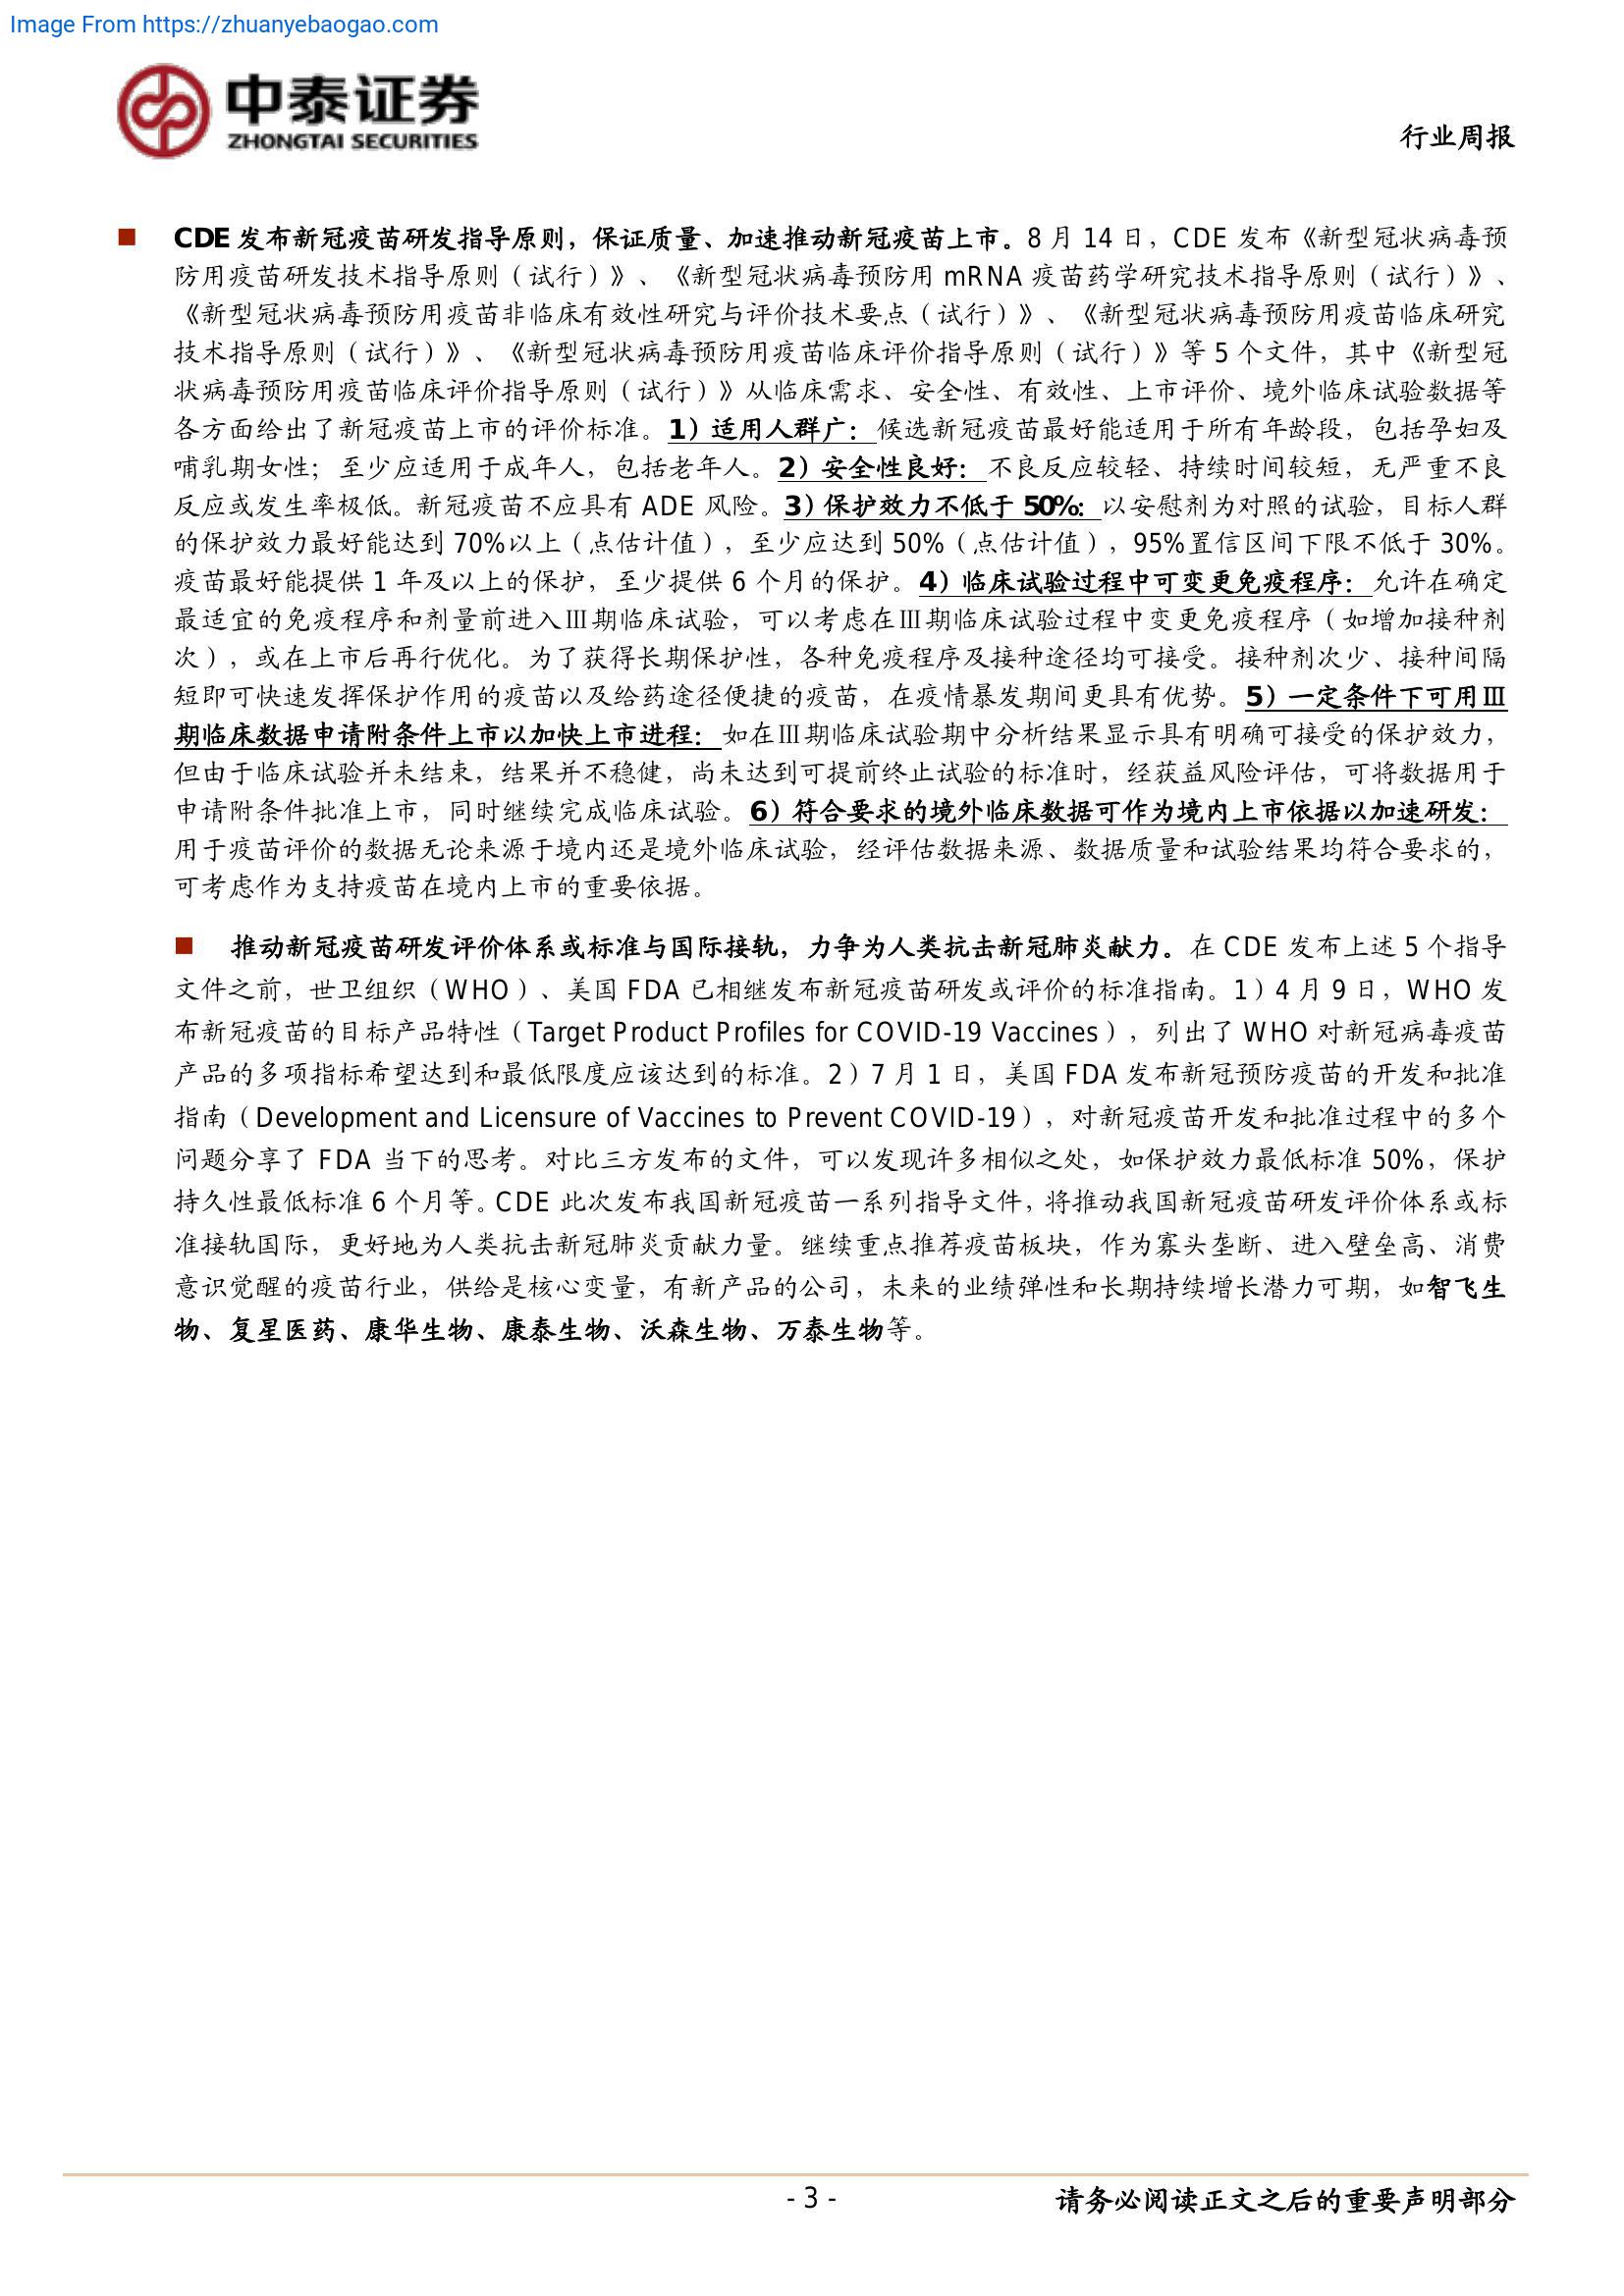 Image From https://zhuanyebaogao.com
中泰证券
ZHONGTAI SECURITIES
行业周报
■ CDE 发布新冠疫苗研发指导原则，保证质量、加速推动新冠疫苗上市。8 月 14 日，CDE 发布《新型冠状病毒预
防用疫苗研发技术指导原则（试行）》、《新型冠状病毒预防用 mRNA 疫苗药学研究技术指导原则（试行）》、
《新型冠状病毒预防用疫苗非临床有效性研究与评价技术要点（试行）》、《新型冠状病毒预防用疫苗临床研究
技术指导原则（试行）》、《新型冠状病毒预防用疫苗临床评价指导原则（试行）》等 5 个文件，其中《新型冠
状病毒预防用疫苗临床评价指导原则（试行）》从临床需求、安全性、有效性、上市评价、境外临床试验数据等
各方面给出了新冠疫苗上市的评价标准。1）适用人群广：候选新冠疫苗最好能适用于所有年龄段，包括孕妇及
哺乳期女性；至少应适用于成年人，包括老年人。2）安全性良好：不良反应较轻、持续时间较短，无严重不良
反应或发生率极低。新冠疫苗不应具有 ADE 风险。3）保护效力不低于 50%：以安慰剂为对照的试验，目标人群
的保护效力最好能达到 70%以上（点估计值），至少应达到 50%（点估计值），95%置信区间下限不低于 30%。
疫苗最好能提供 1 年及以上的保护，至少提供 6 个月的保护。4）临床试验过程中可变更免疫程序：允许在确定
最适宜的免疫程序和剂量前进入Ⅲ期临床试验，可以考虑在Ⅲ期临床试验过程中变更免疫程序（如增加接种剂
次），或在上市后再行优化。为了获得长期保护性，各种免疫程序及接种途径均可接受。接种剂次少、接种间隔
短即可快速发挥保护作用的疫苗以及给药途径便捷的疫苗，在疫情暴发期间更具有优势。5）一定条件下可用Ⅲ
期临床数据申请附条件上市以加快上市进程：如在Ⅲ期临床试验期中分析结果显示具有明确可接受的保护效力，
但由于临床试验并未结束，结果并不稳健，尚未达到可提前终止试验的标准时，经获益风险评估，可将数据用于
申请附条件批准上市，同时继续完成临床试验。6）符合要求的境外临床数据可作为境内上市依据以加速研发：
用于疫苗评价的数据无论来源于境内还是境外临床试验，经评估数据来源、数据质量和试验结果均符合要求的，
可考虑作为支持疫苗在境内上市的重要依据。
■ 推动新冠疫苗研发评价体系或标准与国际接轨，力争为人类抗击新冠肺炎献力。在 CDE 发布上述 5 个指导
文件之前，世卫组织（WHO）、美国 FDA 已相继发布新冠疫苗研发或评价的标准指南。1）4 月 9 日，WHO 发
布新冠疫苗的目标产品特性（Target Product Profiles for COVID-19 Vaccines），列出了 WHO 对新冠病毒疫苗
产品的多项指标希望达到和最低限度应该达到的标准。2）7 月 1 日，美国 FDA 发布新冠预防疫苗的开发和批准
指南（Development and Licensure of Vaccines to Prevent COVID-19），对新冠疫苗开发和批准过程中的多个
问题分享了 FDA 当下的思考。对比三方发布的文件，可以发现许多相似之处，如保护效力最低标准 50%，保护
持久性最低标准 6 个月等。CDE 此次发布我国新冠疫苗一系列指导文件，将推动我国新冠疫苗研发评价体系或标
准接轨国际，更好地为人类抗击新冠肺炎贡献力量。继续重点推荐疫苗板块，作为寡头垄断、进入壁垒高、消费
意识觉醒的疫苗行业，供给是核心变量，有新产品的公司，未来的业绩弹性和长期持续增长潜力可期，如智飞生
物、复星医药、康华生物、康泰生物、沃森生物、万泰生物等。
- 3 -
请务必阅读正文之后的重要声明部分